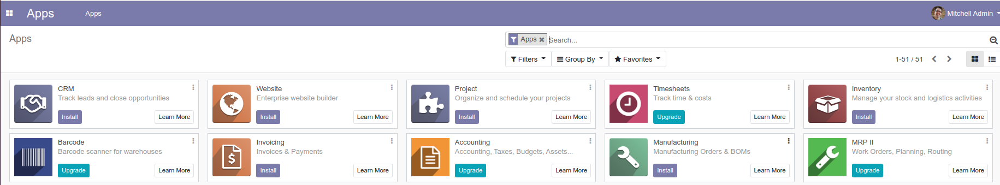 Apps Apps Mitchell Admin
Apps
Apps Search...
Filters Group By Favorites 1-51 / 51
CRM
Track leads and close opportunities
Install Learn More
Website
Enterprise website builder
Install Learn More
Project
Organize and schedule your projects
Install Learn More
Timesheets
Track time & costs
Upgrade Learn More
Inventory
Manage your stock and logistics activities
Install Learn More
Barcode
Barcode scanner for warehouses
Upgrade Learn More
Invoicing
Invoices & Payments
Install Learn More
Accounting
Accounting, Taxes, Budgets, Assets...
Upgrade Learn More
Manufacturing
Manufacturing Orders & BOMs
Install Learn More
MRP II
Work Orders, Planning, Routing
Upgrade Learn More